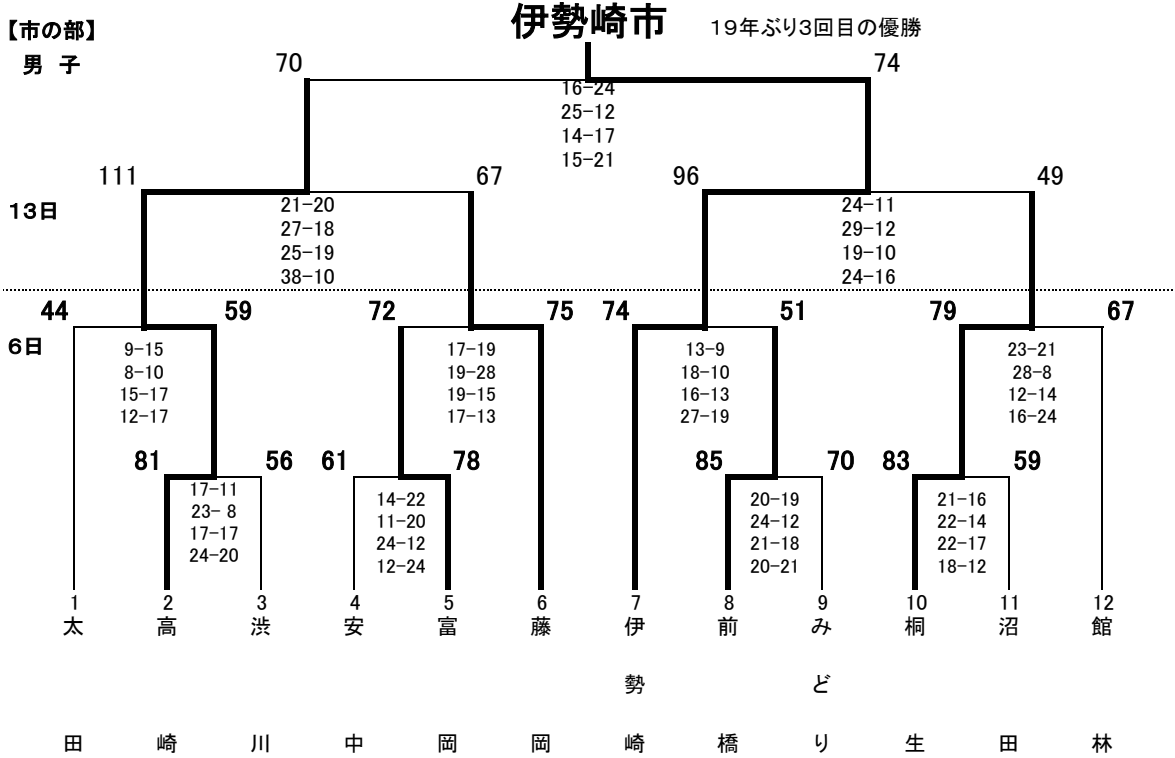 伊勢崎市 19年ぶり3回目の優勝
【市の部】
男 子
70 74
16-24
25-12
14-17
15-21
111 67 96 49
13日
21-20 24-11
27-18 29-12
25-19 19-10
38-10 24-16
44 59 72 75 74 51 79 67
6日
9-15 17-19 13-9 23-21
8-10 19-28 18-10 28-8
15-17 19-15 16-13 12-14
12-17 17-13 27-19 16-24
81 56 61 78 85 70 83 59
17-11 14-22 20-19 21-16
23- 8 11-20 24-12 22-14
17-17 24-12 21-18 22-17
24-20 12-24 20-21 18-12
1 2 3 4 5 6 7 8 9 10 11 12
太田
高崎
渋川
安中
富岡
藤岡
伊勢崎
前橋
みどり
桐生
沼田
館林